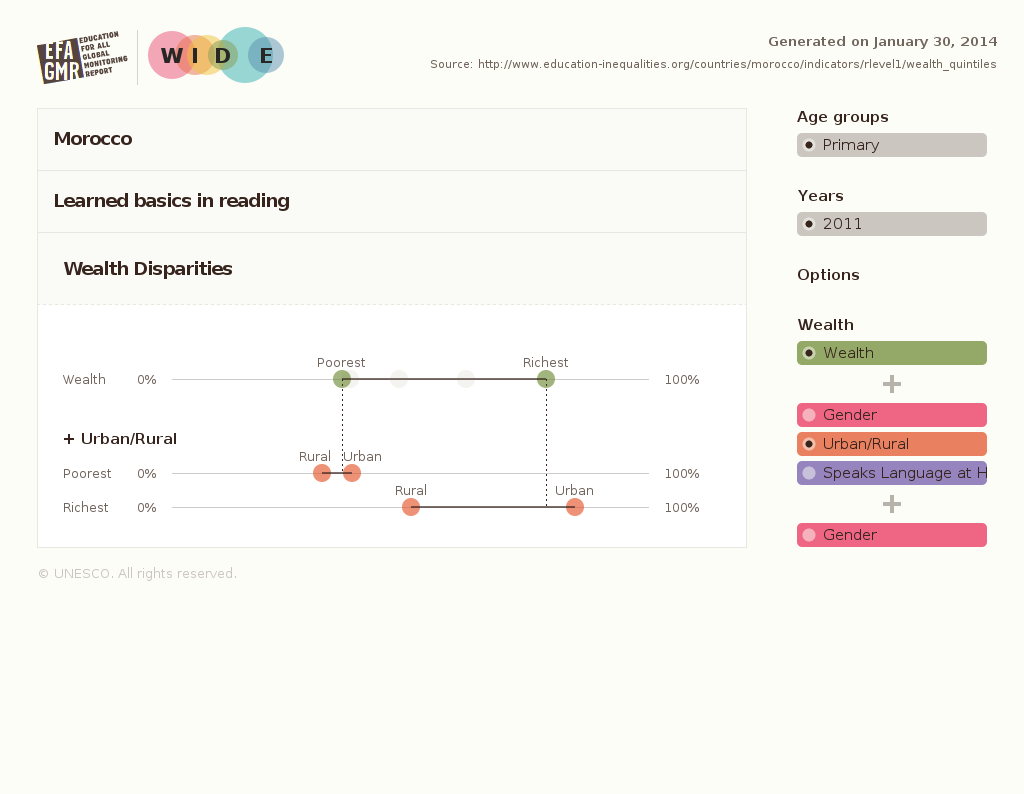 EFA
GMR
EDUCATION
FOR ALL
GLOBAL
MONITORING
REPORT
W I D E
Generated on January 30, 2014
Source: http://www.education-inequalities.org/countries/morocco/indicators/rlevel1/wealth_quintiles
Morocco
Learned basics in reading
Wealth Disparities
Poorest Richest
Wealth 0% 100%
+ Urban/Rural
Rural Urban
Poorest 0% 100%
Rural Urban
Richest 0% 100%
© UNESCO. All rights reserved.
Age groups
Primary
Years
2011
Options
Wealth
Wealth
+
Gender
Urban/Rural
Speaks Language at H
+
Gender